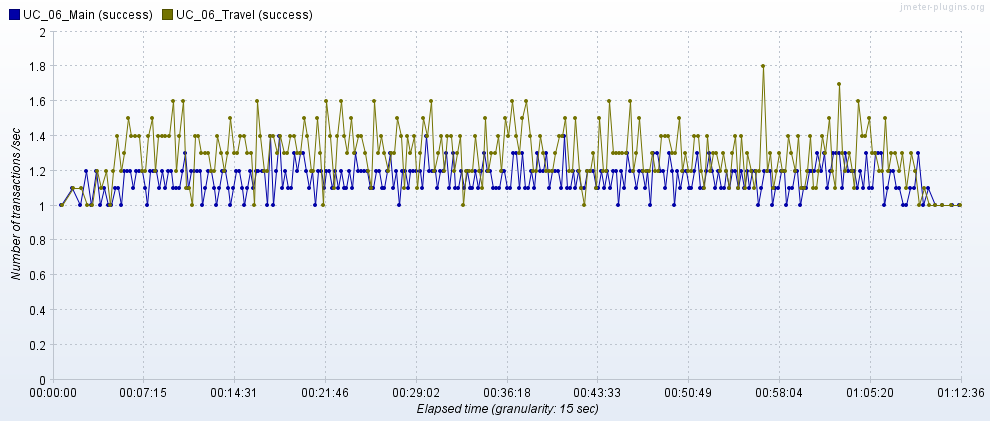 jmeter-plugins.org
UC_06_Main (success) UC_06_Travel (success)
2
1.8
1.6
1.4
1.2
1
0.8
0.6
0.4
0.2
0
Number of transactions/sec
00:00:00 00:07:15 00:14:31 00:21:46 00:29:02 00:36:18 00:43:33 00:50:49 00:58:04 01:05:20 01:12:36
Elapsed time (granularity: 15 sec)